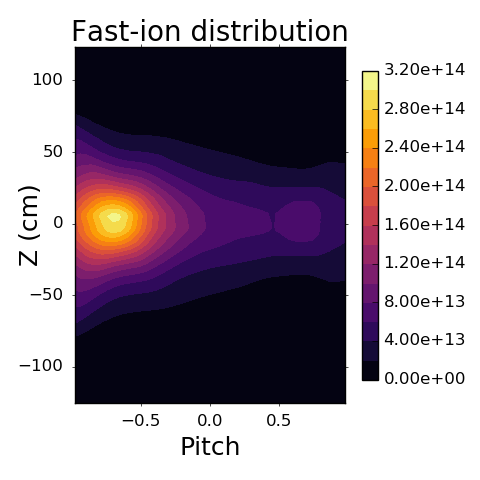 Fast-ion distribution
100
50
0
−50
−100
Z (cm)
−0.5 0.0 0.5
Pitch
3.20e+14
2.80e+14
2.40e+14
2.00e+14
1.60e+14
1.20e+14
8.00e+13
4.00e+13
0.00e+00